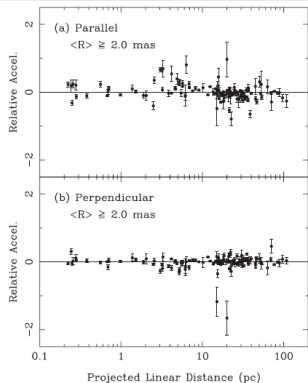 (a) Parallel
<R> ≧ 2.0 mas
Relative Accel.
2
0
−2
(b) Perpendicular
<R> ≧ 2.0 mas
Relative Accel.
2
0
−2
0.1 1 10 100
Projected Linear Distance (pc)